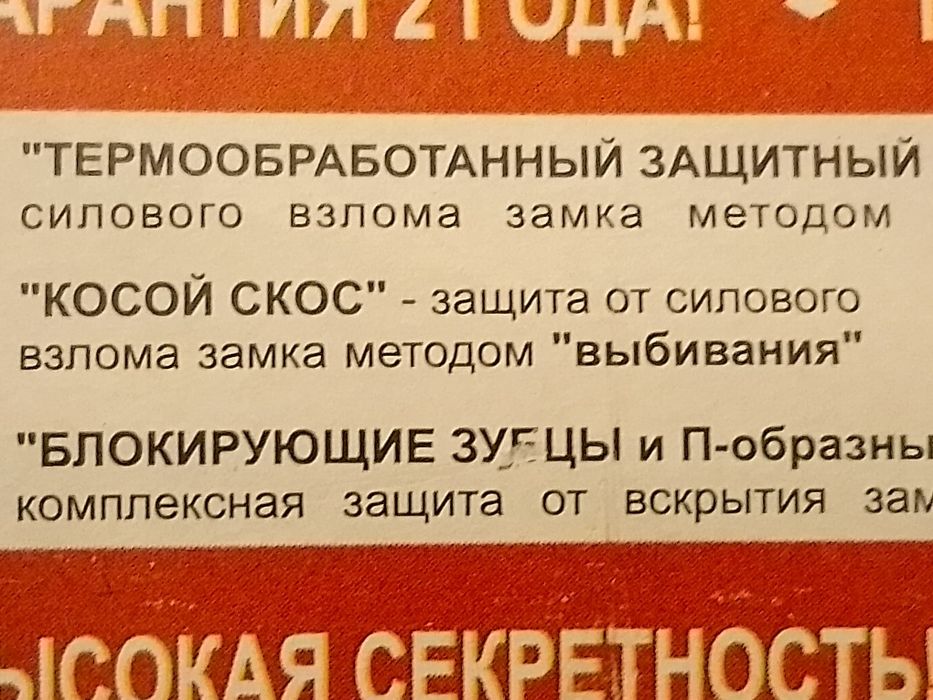 ГАРАНТИЯ 2 ГОДА!
"ТЕРМООБРАБОТАННЫЙ ЗАЩИТНЫЙ
силового взлома замка методом
"КОСОЙ СКОС" - защита от силового
взлома замка методом "выбивания"
"БЛОКИРУЮЩИЕ ЗУБЦЫ и П-образны
комплексная защита от вскрытия зам
ЫСОКАЯ СЕКРЕТНОСТЬ!